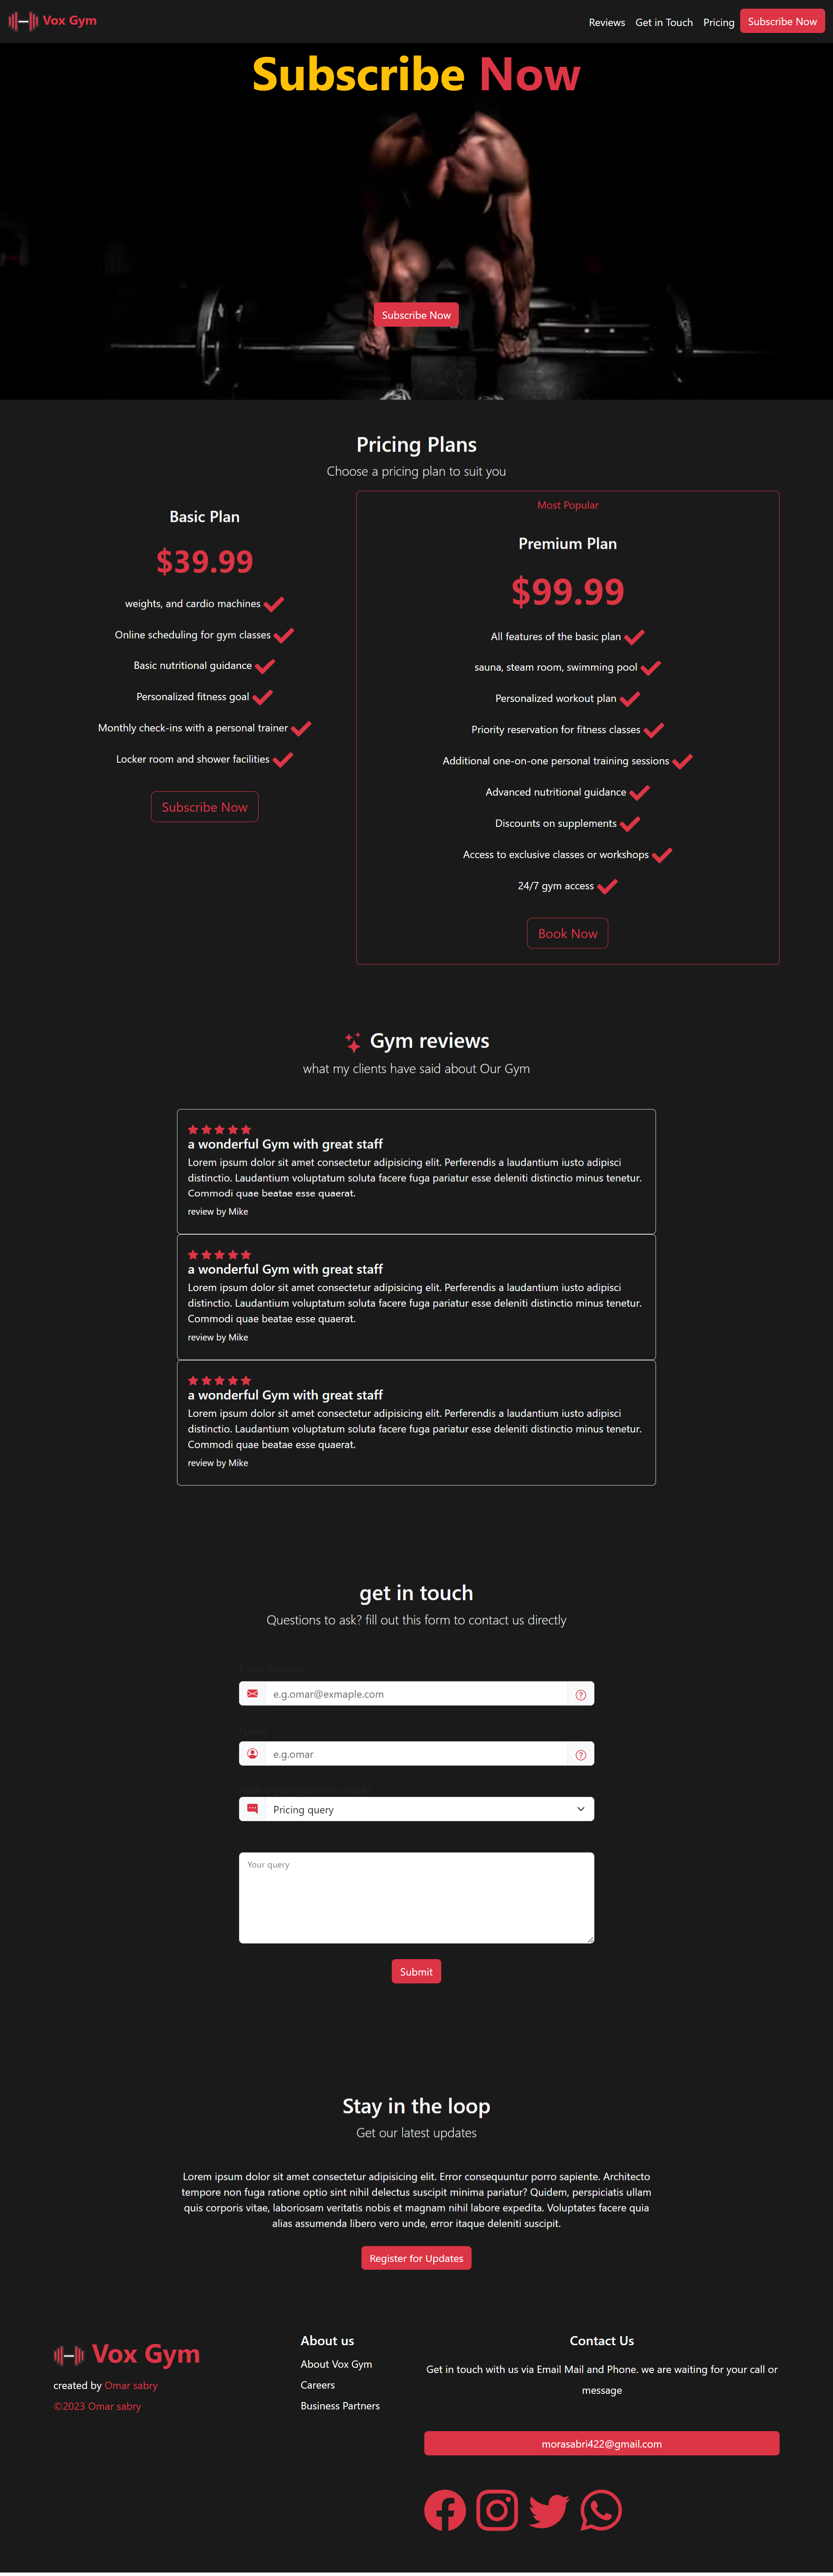 Vox Gym
Reviews
Get in Touch
Pricing
Subscribe Now
Subscribe Now
Subscribe Now
Pricing Plans
Choose a pricing plan to suit you
Basic Plan
$39.99
weights, and cardio machines
Online scheduling for gym classes
Basic nutritional guidance
Personalized fitness goal
Monthly check-ins with a personal trainer
Locker room and shower facilities
Subscribe Now
Most Popular
Premium Plan
$99.99
All features of the basic plan
sauna, steam room, swimming pool
Personalized workout plan
Priority reservation for fitness classes
Additional one-on-one personal training sessions
Advanced nutritional guidance
Discounts on supplements
Access to exclusive classes or workshops
24/7 gym access
Book Now
Gym reviews
what my clients have said about Our Gym
a wonderful Gym with great staff
Lorem ipsum dolor sit amet consectetur adipisicing elit. Perferendis a laudantium iusto adipisci
distinctio. Laudantium voluptatum soluta facere fuga pariatur esse deleniti distinctio minus tenetur.
Commodi quae beatae esse quaerat.
review by Mike
a wonderful Gym with great staff
Lorem ipsum dolor sit amet consectetur adipisicing elit. Perferendis a laudantium iusto adipisci
distinctio. Laudantium voluptatum soluta facere fuga pariatur esse deleniti distinctio minus tenetur.
Commodi quae beatae esse quaerat.
review by Mike
a wonderful Gym with great staff
Lorem ipsum dolor sit amet consectetur adipisicing elit. Perferendis a laudantium iusto adipisci
distinctio. Laudantium voluptatum soluta facere fuga pariatur esse deleniti distinctio minus tenetur.
Commodi quae beatae esse quaerat.
review by Mike
get in touch
Questions to ask? fill out this form to contact us directly
e.g.omar@exmaple.com
e.g.omar
Pricing query
Your query
Submit
Stay in the loop
Get our latest updates
Lorem ipsum dolor sit amet consectetur adipisicing elit. Error consequuntur porro sapiente. Architecto
tempore non fuga ratione optio sint nihil delectus suscipit minima pariatur? Quidem, perspiciatis ullam
quis corporis vitae, laboriosam veritatis nobis et magnam nihil labore expedita. Voluptates facere quia
alias assumenda libero vero unde, error itaque deleniti suscipit.
Register for Updates
Vox Gym
created by Omar sabry
©2023 Omar sabry
About us
About Vox Gym
Careers
Business Partners
Contact Us
Get in touch with us via Email Mail and Phone. we are waiting for your call or
message
morasabri422@gmail.com